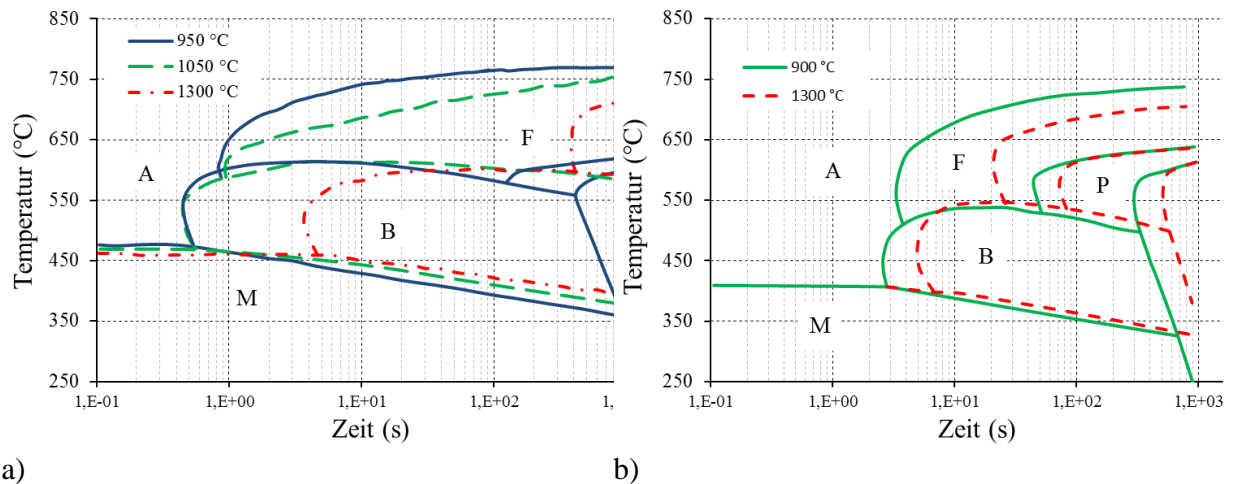 850
750
650
550
450
350
250
Temperatur (°C)
950 °C
1050 °C
1300 °C
A
F
B
M
1,E-01
1,E+00
1,E+01
1,E+02
1,
Zeit (s)
a)
850
750
650
550
450
350
250
Temperatur (°C)
900 °C
1300 °C
A
F
P
B
M
1,E-01
1,E+00
1,E+01
1,E+02
1,E+03
Zeit (s)
b)